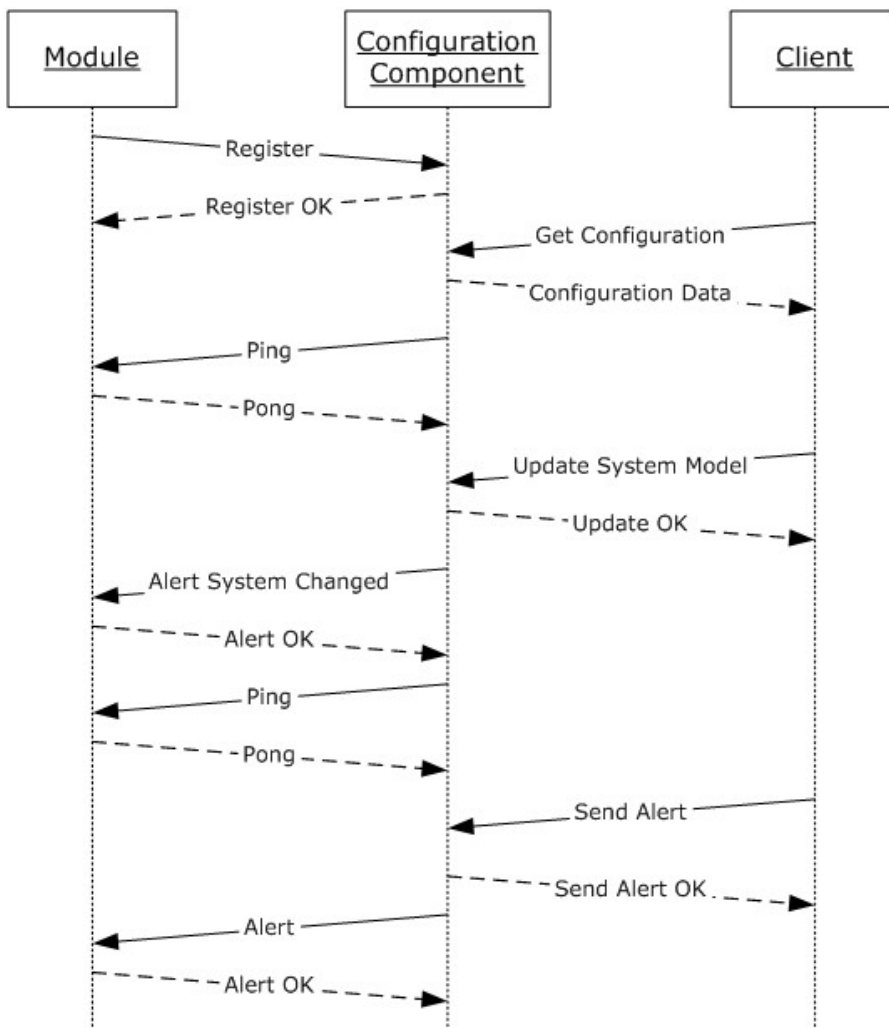 Module
Configuration
Component
Client
Register
Register OK
Get Configuration
Configuration Data
Ping
Pong
Update System Model
Update OK
Alert System Changed
Alert OK
Ping
Pong
Send Alert
Send Alert OK
Alert
Alert OK